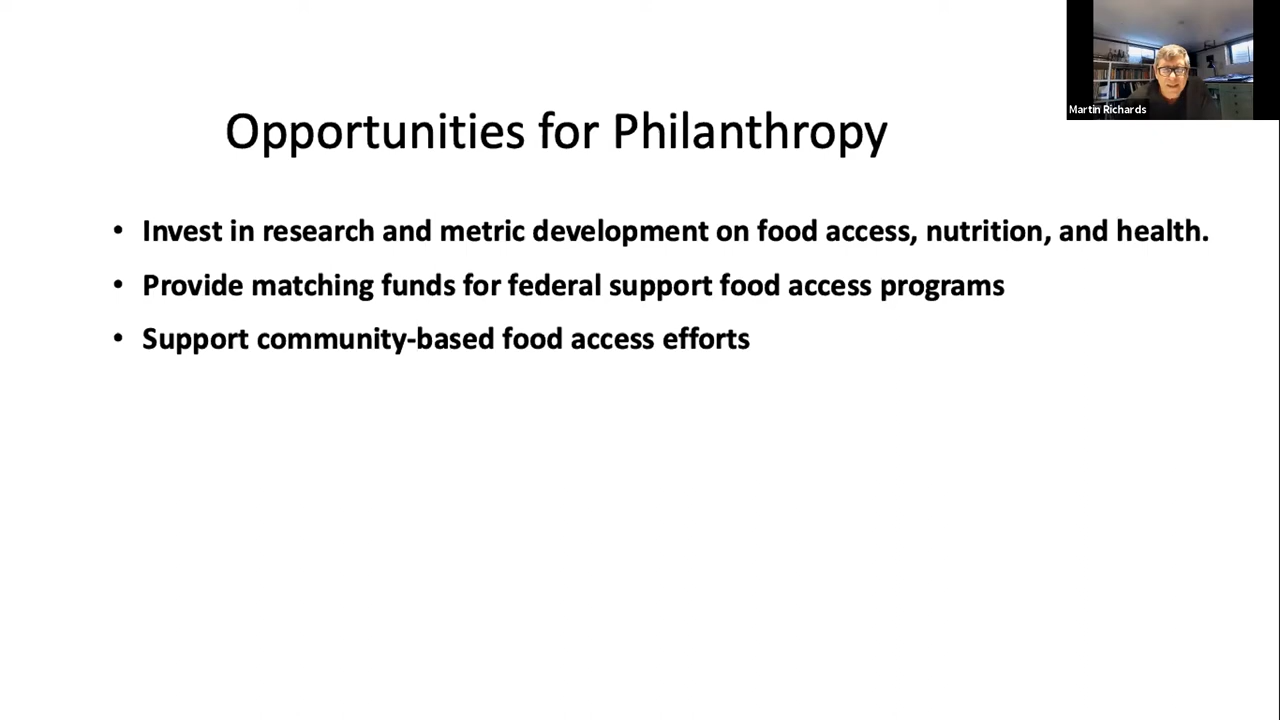 Martin Richards
Opportunities for Philanthropy
• Invest in research and metric development on food access, nutrition, and health.
• Provide matching funds for federal support food access programs
• Support community-based food access efforts